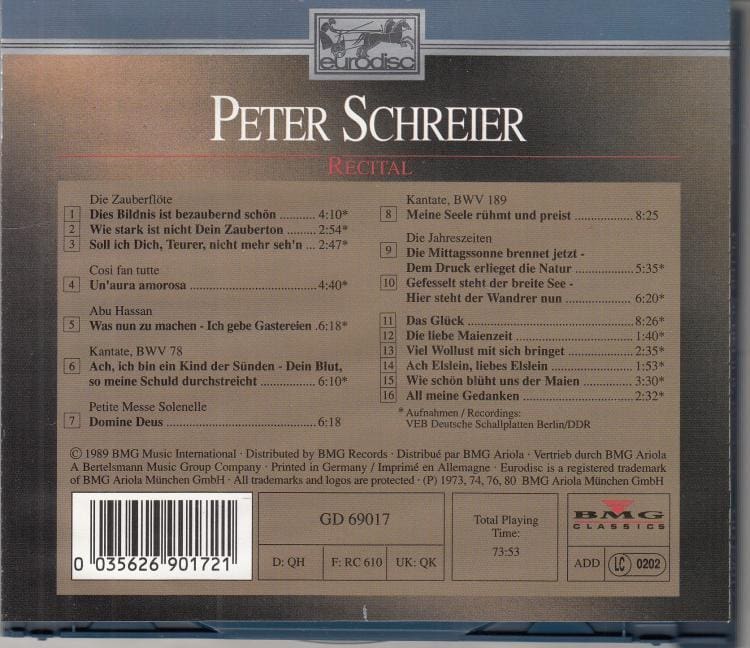 eurodisc
PETER SCHREIER
RECITAL
Die Zauberflöte
1 Dies Bildnis ist bezaubernd schön .......... 4:10*
2 Wie stark ist nicht Dein Zauberton .......... 2:54*
3 Soll ich Dich, Teurer, nicht mehr seh'n ... 2:47*
Cosi fan tutte
4 Un'aura amorosa .......... 4:40*
Abu Hassan
5 Was nun zu machen - Ich gebe Gastereien . 6:18*
Kantate, BWV 78
6 Ach, ich bin ein Kind der Sünden - Dein Blut,
so meine Schuld durchstreicht .......... 6:10*
Petite Messe Solenelle
7 Domine Deus .......... 6:18
Kantate, BWV 189
8 Meine Seele rühmt und preist .......... 8:25
Die Jahreszeiten
9 Die Mittagssonne brennet jetzt -
Dem Druck erlieget die Natur .......... 5:35*
10 Gefesselt steht der breite See -
Hier steht der Wandrer nun .......... 6:20*
11 Das Glück .......... 8:26*
12 Die liebe Maienzeit .......... 1:40*
13 Viel Wollust mit sich bringet .......... 2:35*
14 Ach Elslein, liebes Elslein .......... 1:53*
15 Wie schön blüht uns der Maien .......... 3:30*
16 All meine Gedanken .......... 2:32*
* Aufnahmen / Recordings:
VEB Deutsche Schallplatten Berlin/DDR
© 1989 BMG Music International · Distributed by BMG Records · Distribué par BMG Ariola · Vertrieb durch BMG Ariola
A Bertelsmann Music Group Company · Printed in Germany / Imprimé en Allemagne · Eurodisc is a registered trademark
of BMG Ariola München GmbH · All trademarks and logos are protected · (P) 1973, 74, 76, 80 BMG Ariola München GmbH
0 035626 901721
GD 69017
D: QH
F: RC 610
UK: QK
Total Playing
Time:
73:53
BMG
CLASSICS
ADD
LC 0202